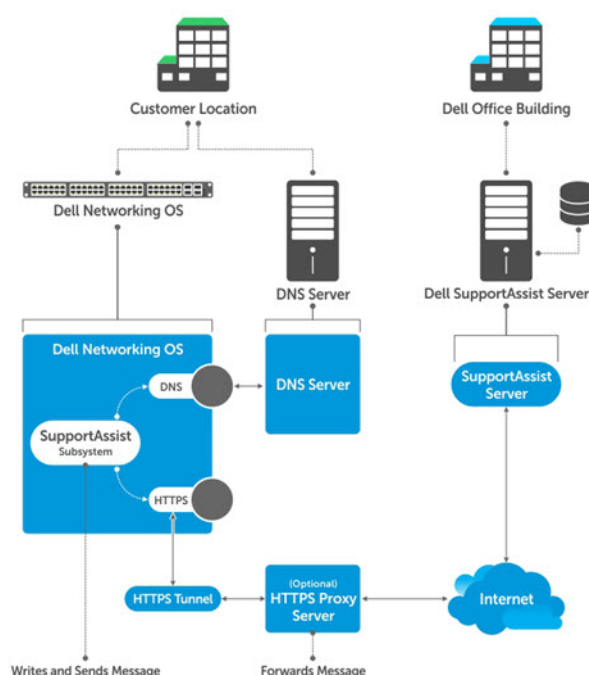 Customer Location
Dell Office Building
Dell Networking OS
DNS Server
Dell SupportAssist Server
Dell Networking OS
DNS
SupportAssist
Subsystem
HTTPS
DNS Server
SupportAssist
Server
HTTPS Tunnel
(Optional)
HTTPS Proxy
Server
Internet
Writes and Sends Message
Forwards Message